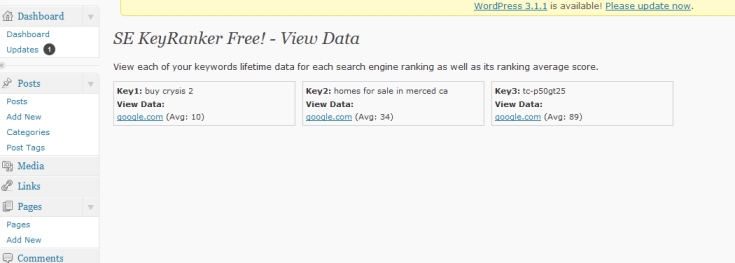 WordPress 3.1.1 is available! Please update now.
Dashboard
Dashboard
Updates 1
Posts
Posts
Add New
Categories
Post Tags
Media
Links
Pages
Pages
Add New
Comments
SE KeyRanker Free! - View Data
View each of your keywords lifetime data for each search engine ranking as well as its ranking average score.
Key1: buy crysis 2
View Data:
google.com (Avg: 10)
Key2: homes for sale in merced ca
View Data:
google.com (Avg: 34)
Key3: tc-p50gt25
View Data:
google.com (Avg: 89)